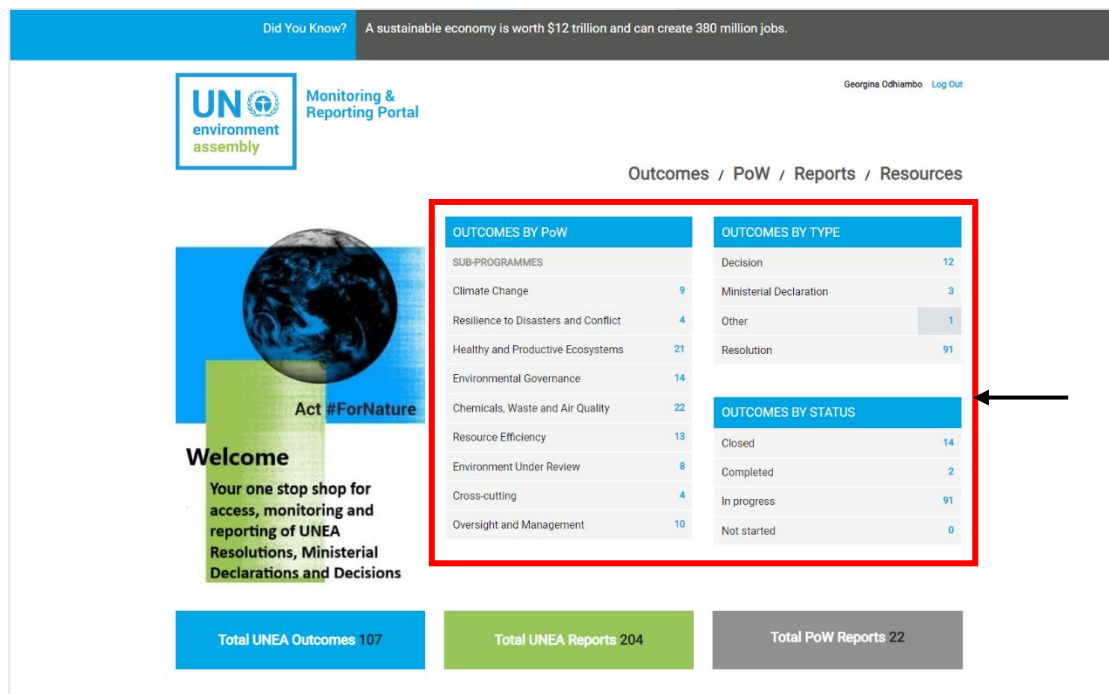 Did You Know? A sustainable economy is worth $12 trillion and can create 380 million jobs.
Georgina Odhiambo Log Out
UN
environment
assembly
Monitoring &
Reporting Portal
Outcomes / PoW / Reports / Resources
Act #ForNature
Welcome
Your one stop shop for
access, monitoring and
reporting of UNEA
Resolutions, Ministerial
Declarations and Decisions
OUTCOMES BY PoW
SUB-PROGRAMMES
Climate Change 9
Resilience to Disasters and Conflict 4
Healthy and Productive Ecosystems 21
Environmental Governance 14
Chemicals, Waste and Air Quality 22
Resource Efficiency 13
Environment Under Review 8
Cross-cutting 4
Oversight and Management 10
OUTCOMES BY TYPE
Decision 12
Ministerial Declaration 3
Other 1
Resolution 91
OUTCOMES BY STATUS
Closed 14
Completed 2
In progress 91
Not started 0
Total UNEA Outcomes 107
Total UNEA Reports 204
Total PoW Reports 22